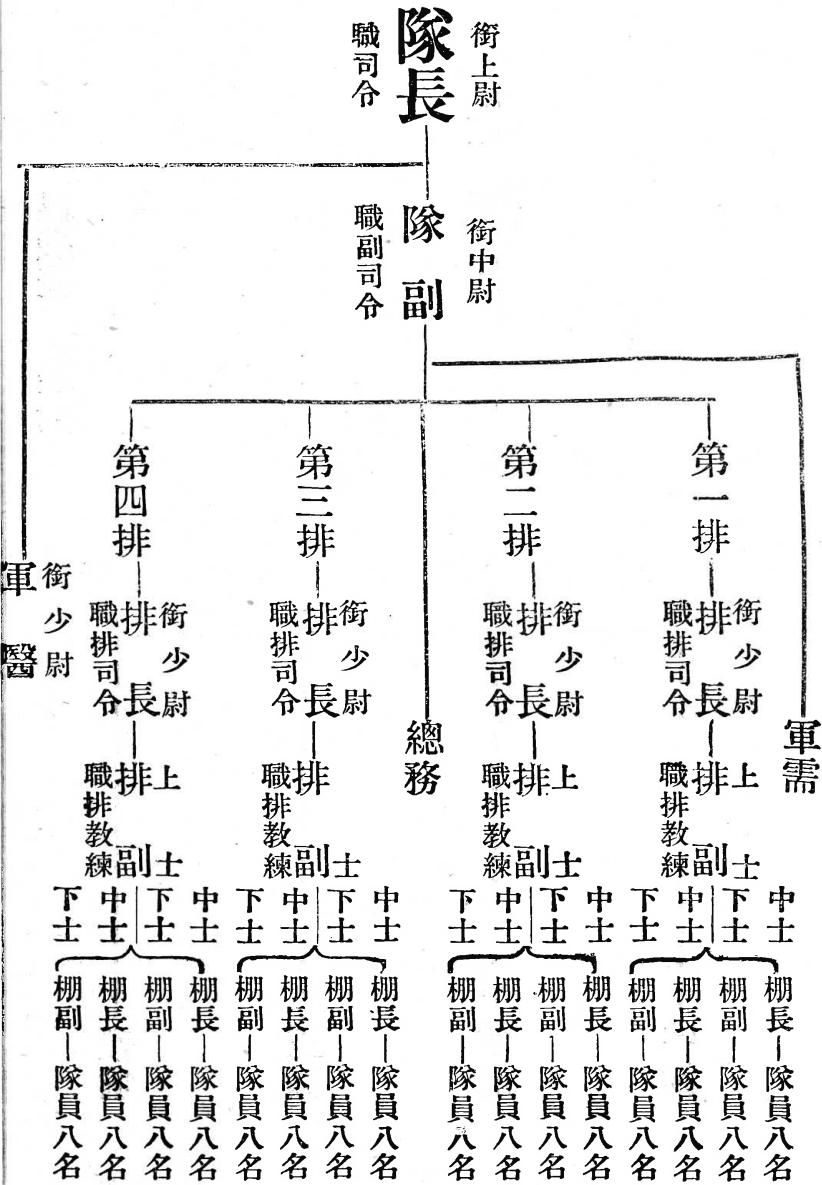 銜上尉
隊長
職司令
銜中尉
隊副
職副司令
軍需
第一排
銜少尉
排長
職排司令
上士
排副
職排教練
中士
下士
中士
下士
棚長—隊員八名
棚副—隊員八名
棚長—隊員八名
棚副—隊員八名
第二排
銜少尉
排長
職排司令
上士
排副
職排教練
中士
下士
中士
下士
棚長—隊員八名
棚副—隊員八名
棚長—隊員八名
棚副—隊員八名
總務
第三排
銜少尉
排長
職排司令
士
排副
職排教練
中士
下士
中士
下士
棚長—隊員八名
棚副—隊員八名
棚長—隊員八名
棚副—隊員八名
第四排
銜少尉
排長
職排司令
上士
排副
職排教練
中士
下士
中士
下士
棚長—隊員八名
棚副—隊員八名
棚長—隊員八名
棚副—隊員八名
銜少尉
軍醫